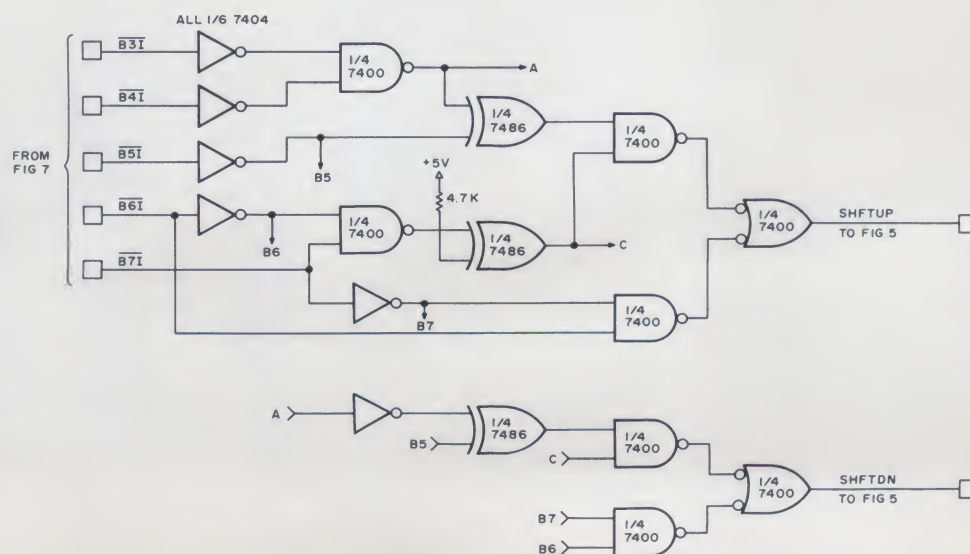 ALL 1/6 7404
FROM
FIG 7
B3I
B4I
B5I
B6I
B7I
1/4
7400
A
1/4
7486
B5
+5V
4.7K
B6
1/4
7400
1/4
7486
C
1/4
7400
B7
1/4
7400
1/4
7400
SHFTUP
TO FIG 5
A
B5
1/4
7486
C
1/4
7400
B7
B6
1/4
7400
1/4
7400
SHFTDN
TO FIG 5